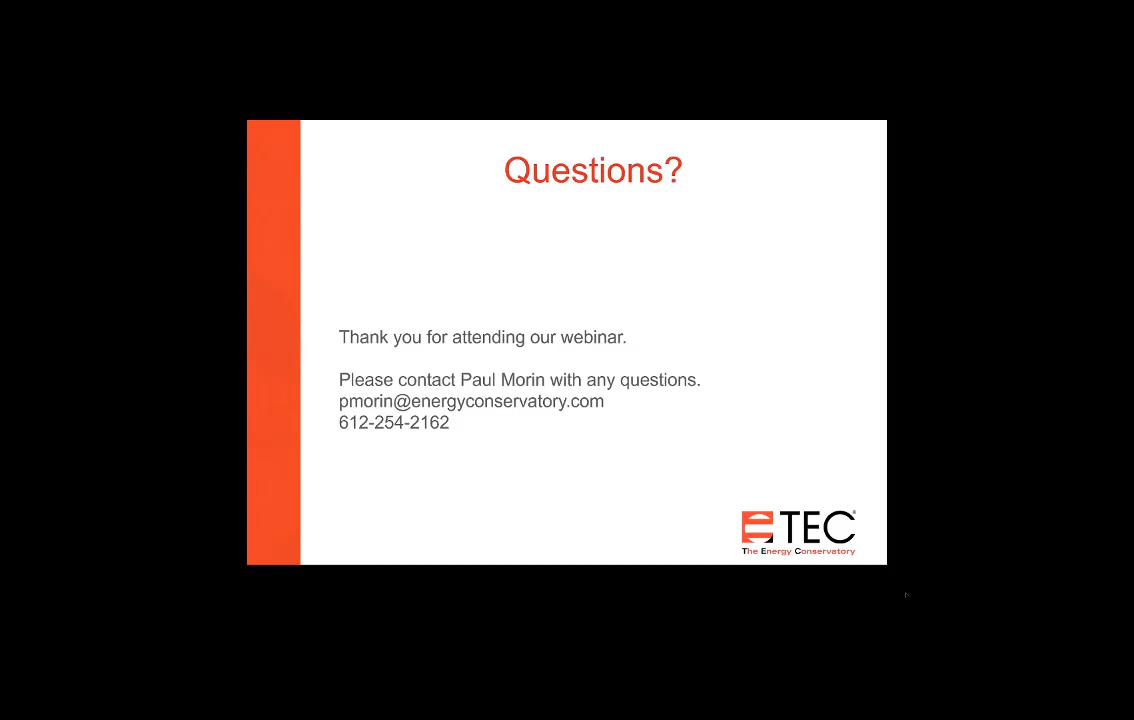 Questions?
Thank you for attending our webinar.
Please contact Paul Morin with any questions.
pmorin@energyconservatory.com
612-254-2162
TEC®
The Energy Conservatory